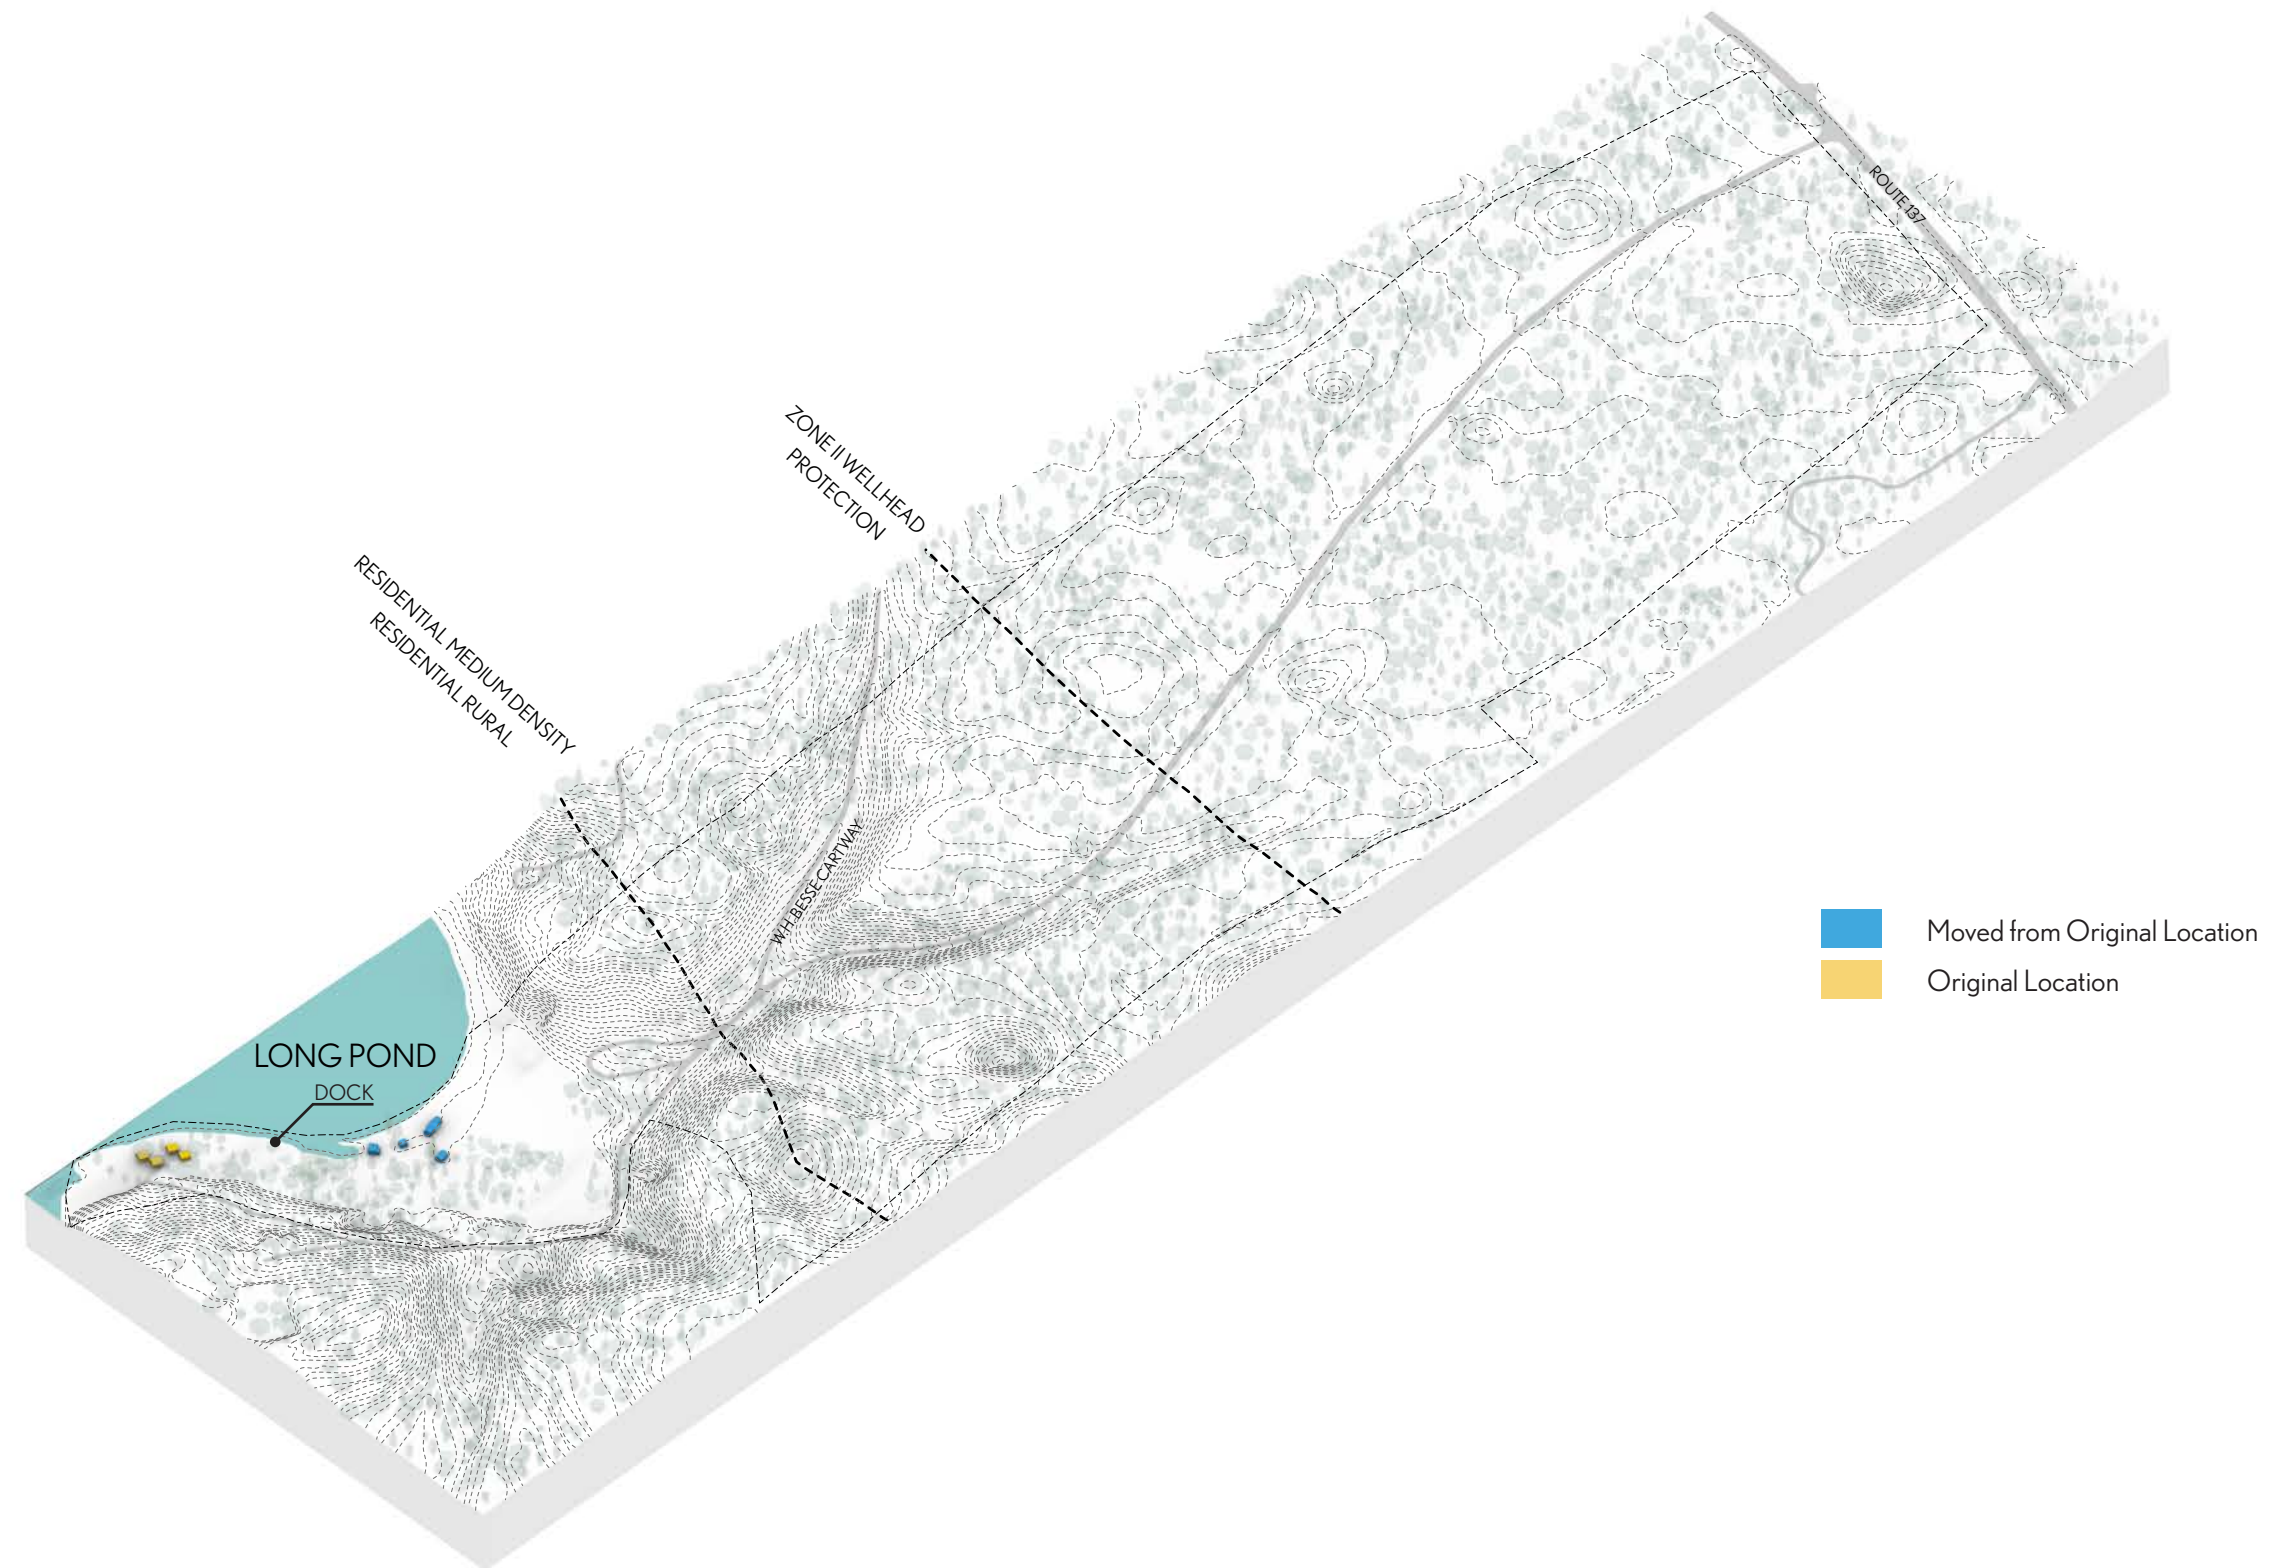 ROUTE 137
ZONE II WELLHEAD
PROTECTION
RESIDENTIAL MEDIUM DENSITY
RESIDENTIAL RURAL
W.H. BESSE CARTWAY
Moved from Original Location
Original Location
LONG POND
DOCK